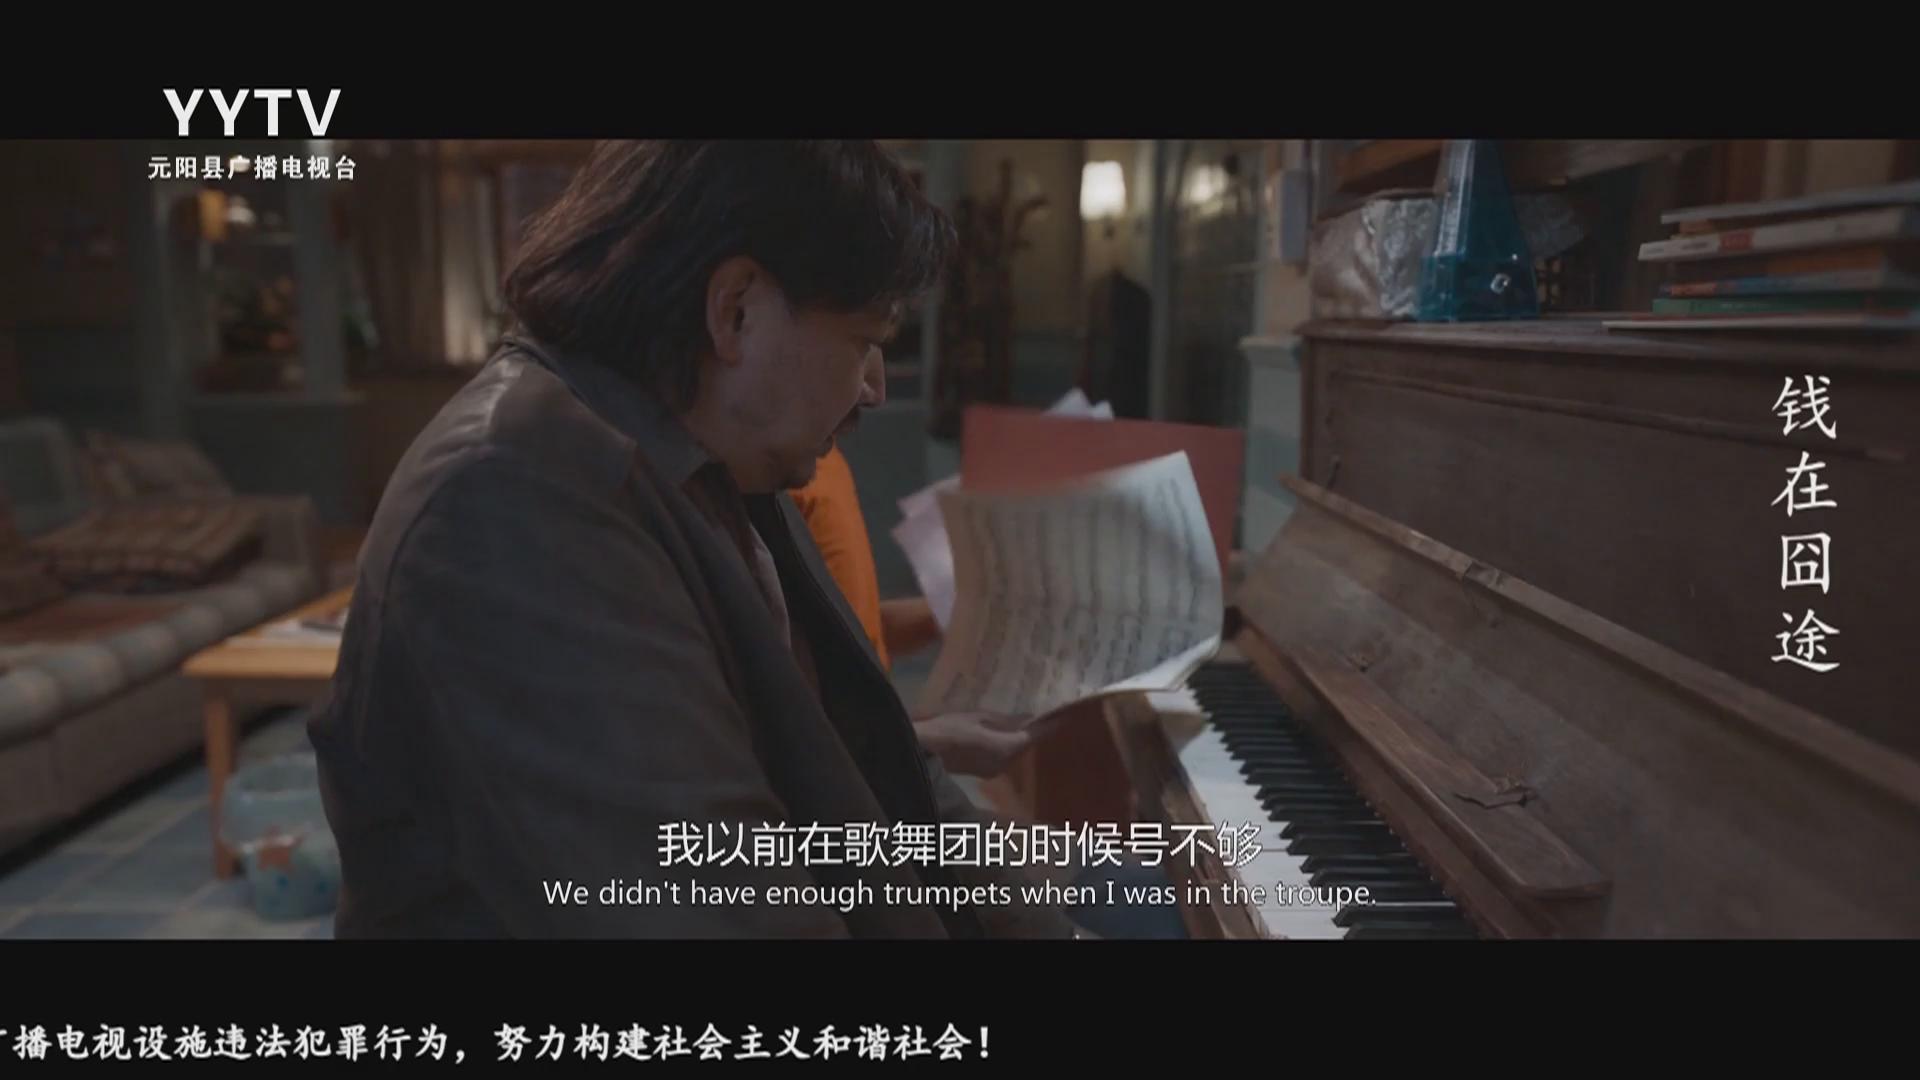 YYTV
元阳县广播电视台
钱在囧途
我以前在歌舞团的时候号不够
We didn't have enough trumpets when I was in the troupe.
播电视设施违法犯罪行为，努力构建社会主义和谐社会！